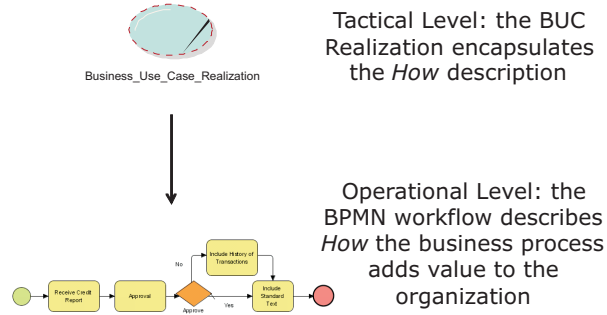 Tactical Level: the BUC
Realization encapsulates
the How description
Business_Use_Case_Realization
Operational Level: the
BPMN workflow describes
How the business process
adds value to the
organization
Include History of
Transactions
No
Receive Credit
Report
Approval
Approve
Yes
Include
Standard
Text